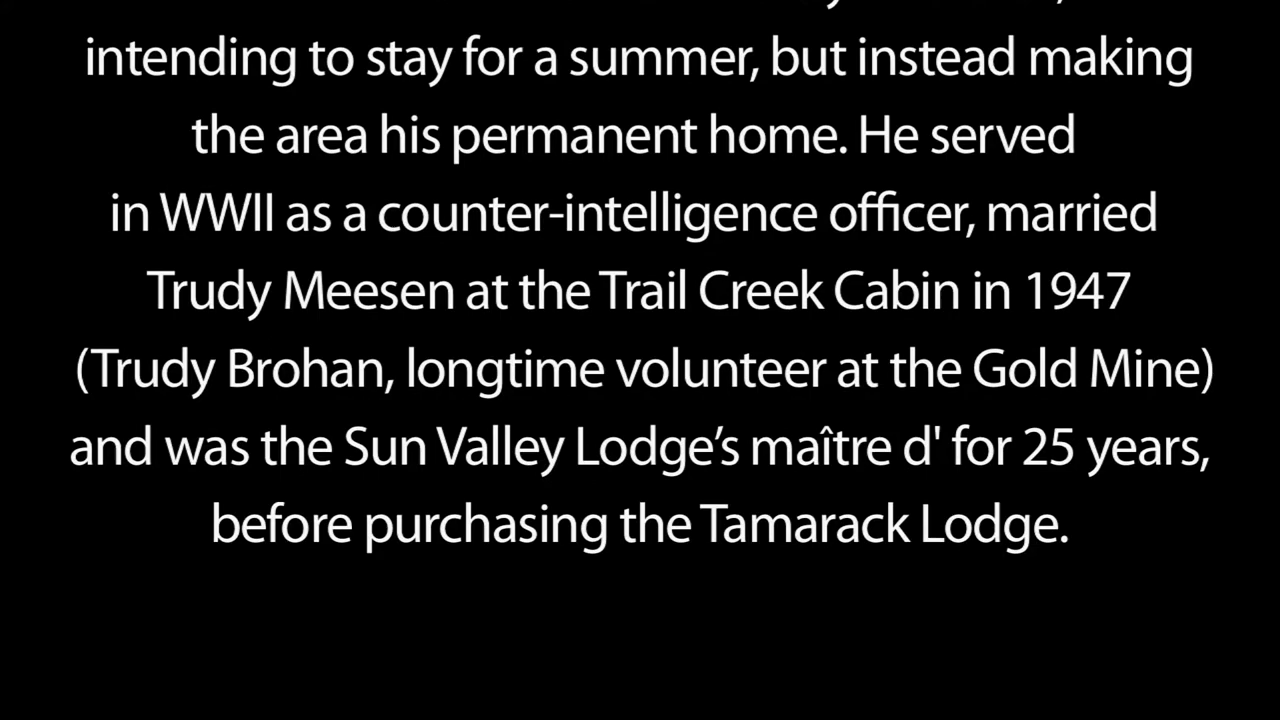 intending to stay for a summer, but instead making
the area his permanent home. He served
in WWII as a counter-intelligence officer, married
Trudy Meesen at the Trail Creek Cabin in 1947
(Trudy Brohan, longtime volunteer at the Gold Mine)
and was the Sun Valley Lodge’s maître d' for 25 years,
before purchasing the Tamarack Lodge.